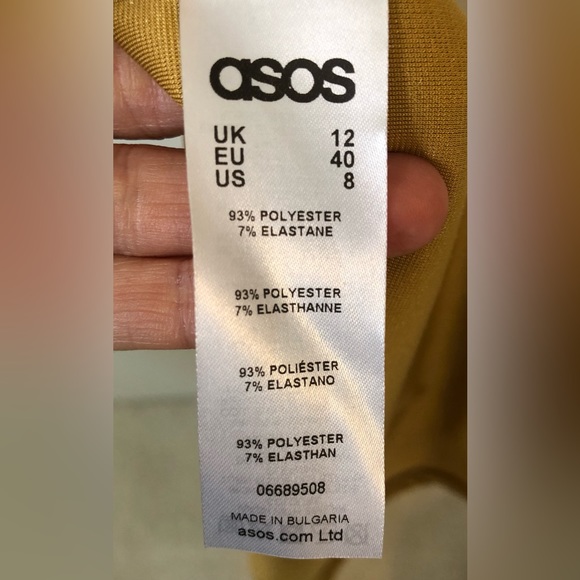 asos
UK 12
EU 40
US 8
93% POLYESTER
7% ELASTANE
93% POLYESTER
7% ELASTHANNE
93% POLIÉSTER
7% ELASTANO
93% POLYESTER
7% ELASTHAN
06689508
MADE IN BULGARIA
asos.com Ltd